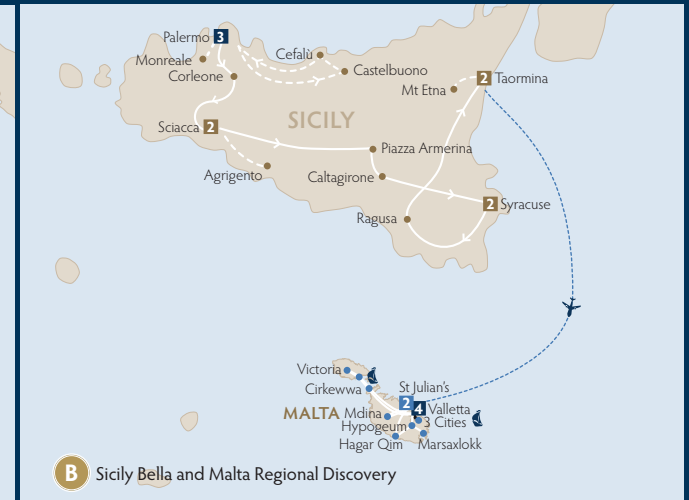 Palermo 3
Monreale
Cefalù
Corleone
Castelbuono
Mt Etna
2 Taormina
SICILY
Sciacca 2
Piazza Armerina
Agrigento
Caltagirone
2 Syracuse
Ragusa
Victoria
Cirkewwa
St Julian's
2
4 Valletta
MALTA
Mdina
3 Cities
Hypogeum
Hagar Qim
Marsaxlokk
B Sicily Bella and Malta Regional Discovery